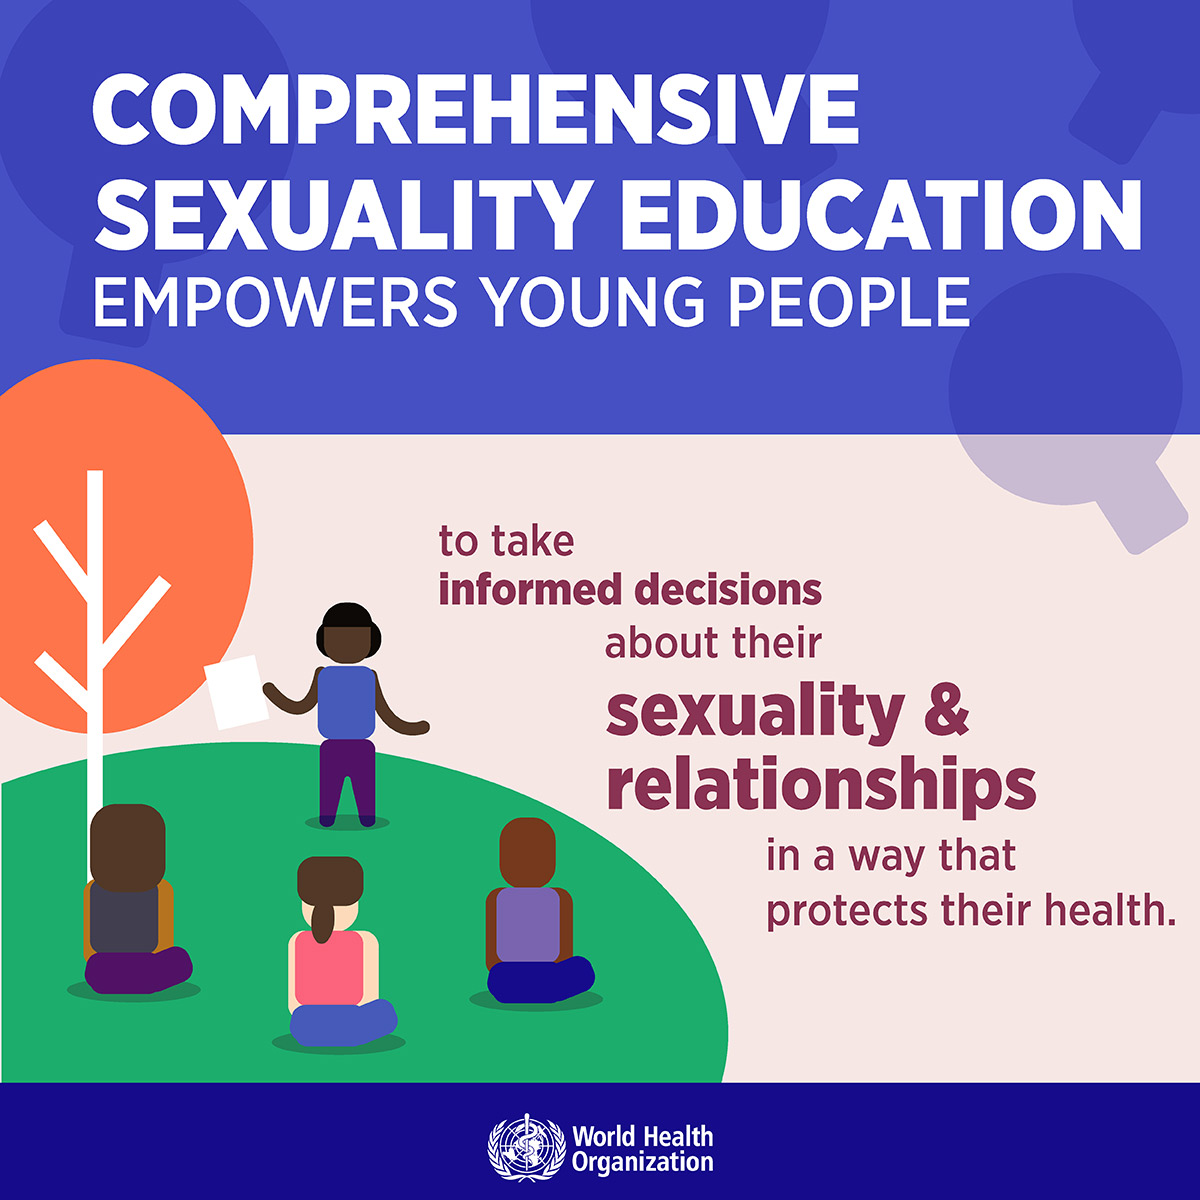 COMPREHENSIVE
SEXUALITY EDUCATION
EMPOWERS YOUNG PEOPLE
to take
informed decisions
about their
sexuality &
relationships
in a way that
protects their health.
World Health
Organization